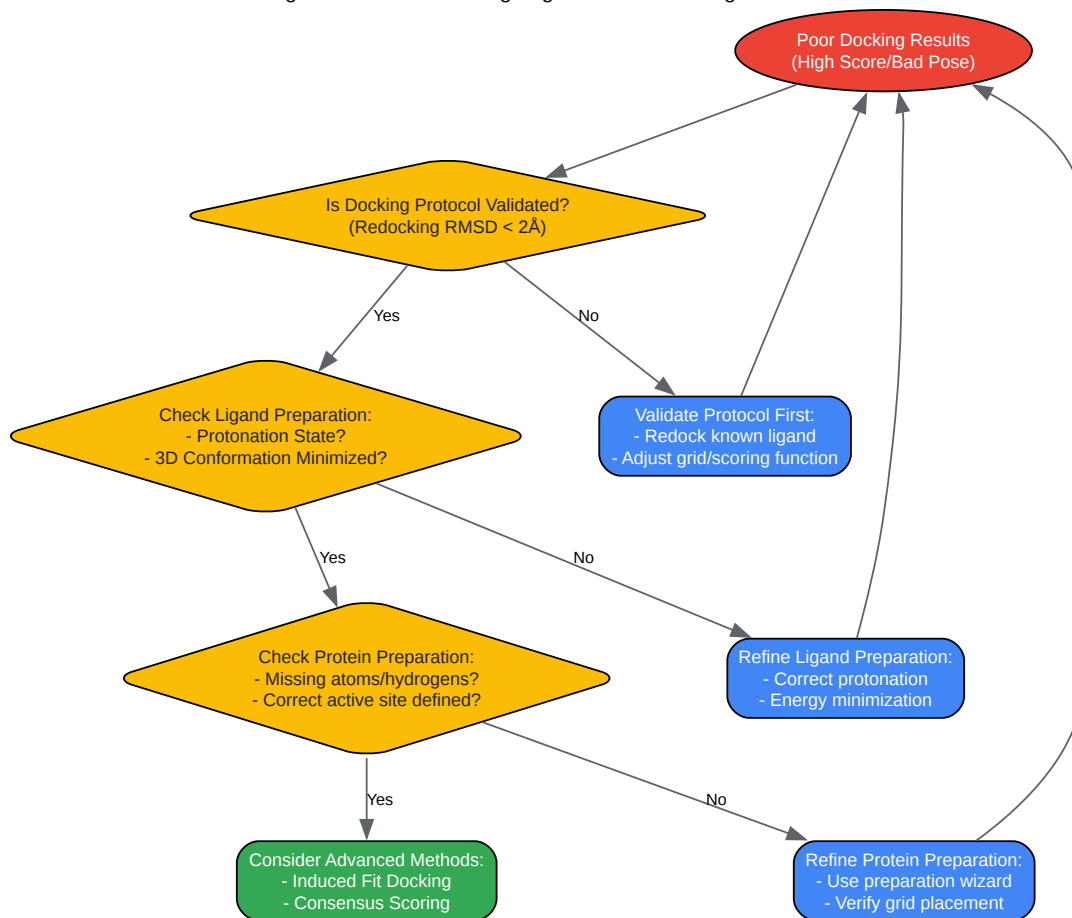 Poor Docking Results
(High Score/Bad Pose)
Is Docking Protocol Validated?
(Redocking RMSD < 2Å)
Yes
No
Check Ligand Preparation:
- Protonation State?
- 3D Conformation Minimized?
Validate Protocol First:
- Redock known ligand
- Adjust grid/scoring function
Yes
No
Check Protein Preparation:
- Missing atoms/hydrogens?
- Correct active site defined?
Refine Ligand Preparation:
- Correct protonation
- Energy minimization
Yes
No
Consider Advanced Methods:
- Induced Fit Docking
- Consensus Scoring
Refine Protein Preparation:
- Use preparation wizard
- Verify grid placement